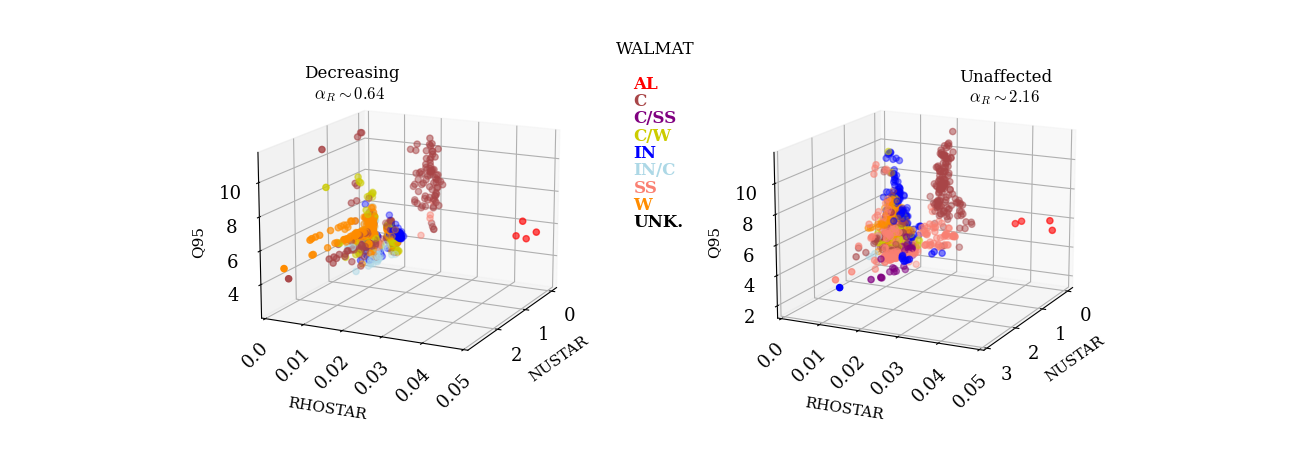 WALMAT
Decreasing
α_R ∼ 0.64
Unaffected
α_R ∼ 2.16
AL
C
C/SS
C/W
IN
IN/C
SS
W
UNK.
10
8
6
4
Q95
0.0
0.01
0.02
0.03
0.04
0.05
RHOSTAR
0
1
2
NUSTAR
10
8
6
4
2
Q95
0.0
0.01
0.02
0.03
0.04
0.05
RHOSTAR
0
1
2
3
NUSTAR